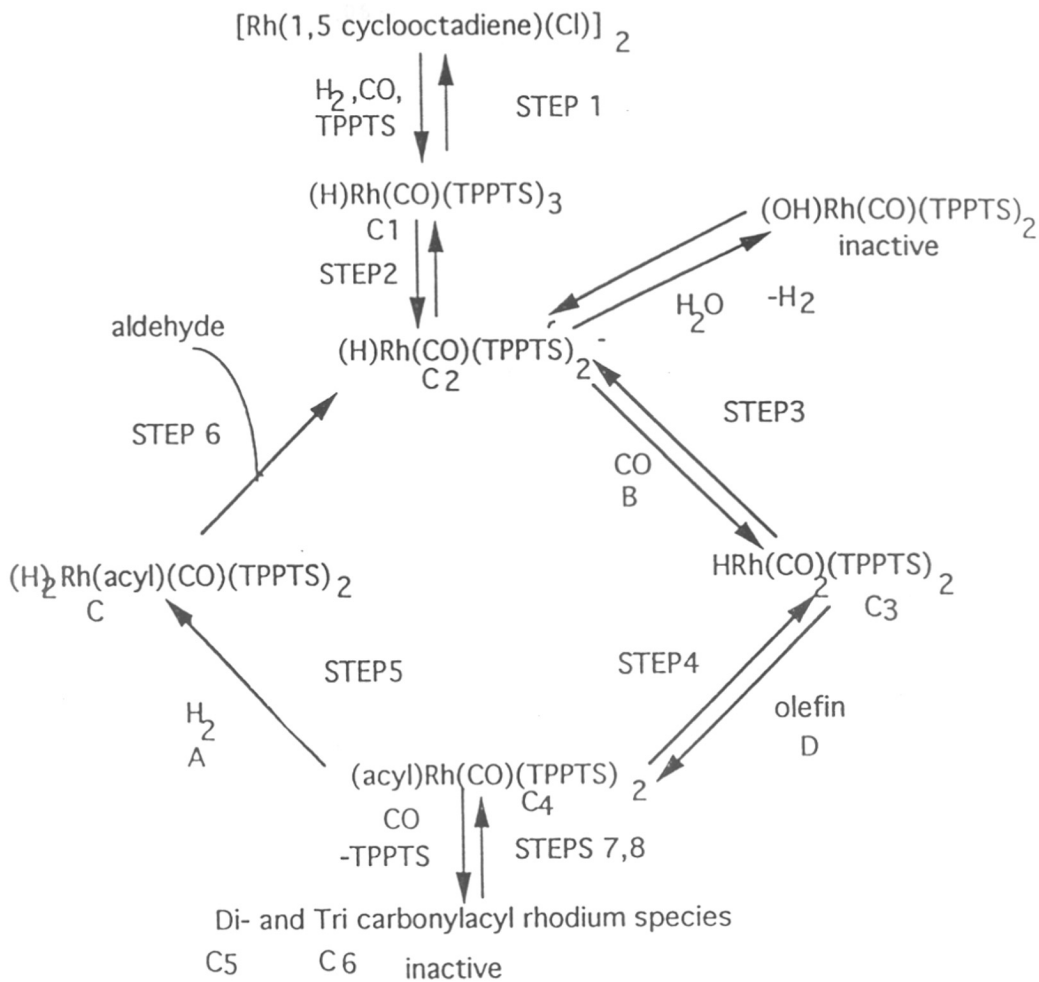 [Rh(1,5 cyclooctadiene)(Cl)] 2
H2 ,CO,
TPPTS
STEP 1
(H)Rh(CO)(TPPTS)3
C1
(OH)Rh(CO)(TPPTS)2
inactive
STEP2
H2O -H2
aldehyde
(H)Rh(CO)(TPPTS)2 -
C2
STEP3
STEP 6
CO
B
(H)2 Rh(acyl)(CO)(TPPTS) 2
C
HRh(CO)2(TPPTS) 2
C3
STEP5
STEP4
H2
A
olefin
D
(acyl)Rh(CO)(TPPTS) 2
C4
CO
-TPPTS
STEPS 7,8
Di- and Tri carbonylacyl rhodium species
C5 C6 inactive